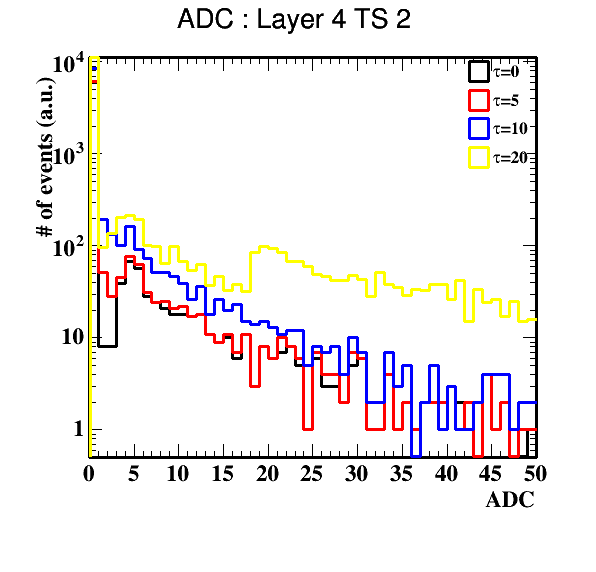 ADC : Layer 4 TS 2
# of events (a.u.)
10^4
10^3
10^2
10
1
τ=0
τ=5
τ=10
τ=20
0 5 10 15 20 25 30 35 40 45 50
ADC